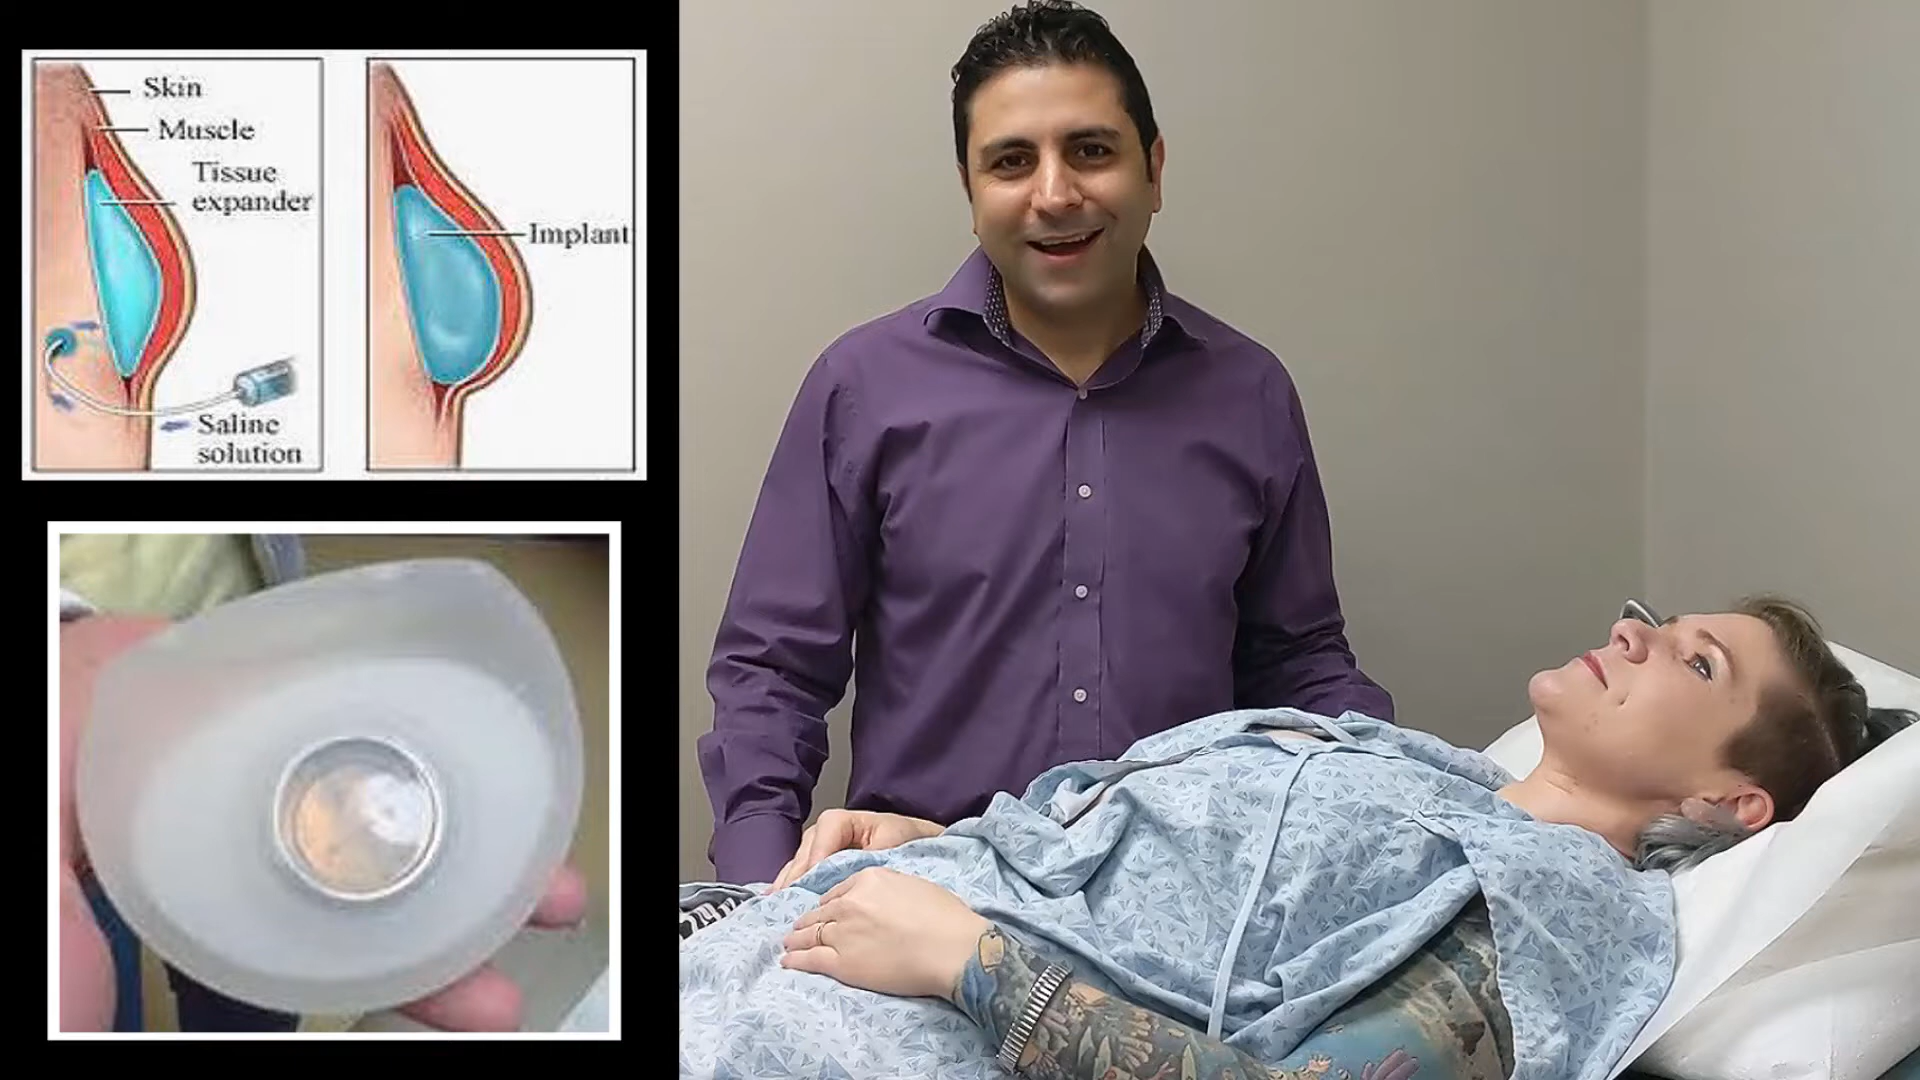 Skin
Muscle
Tissue
expander
Saline
solution
Implant